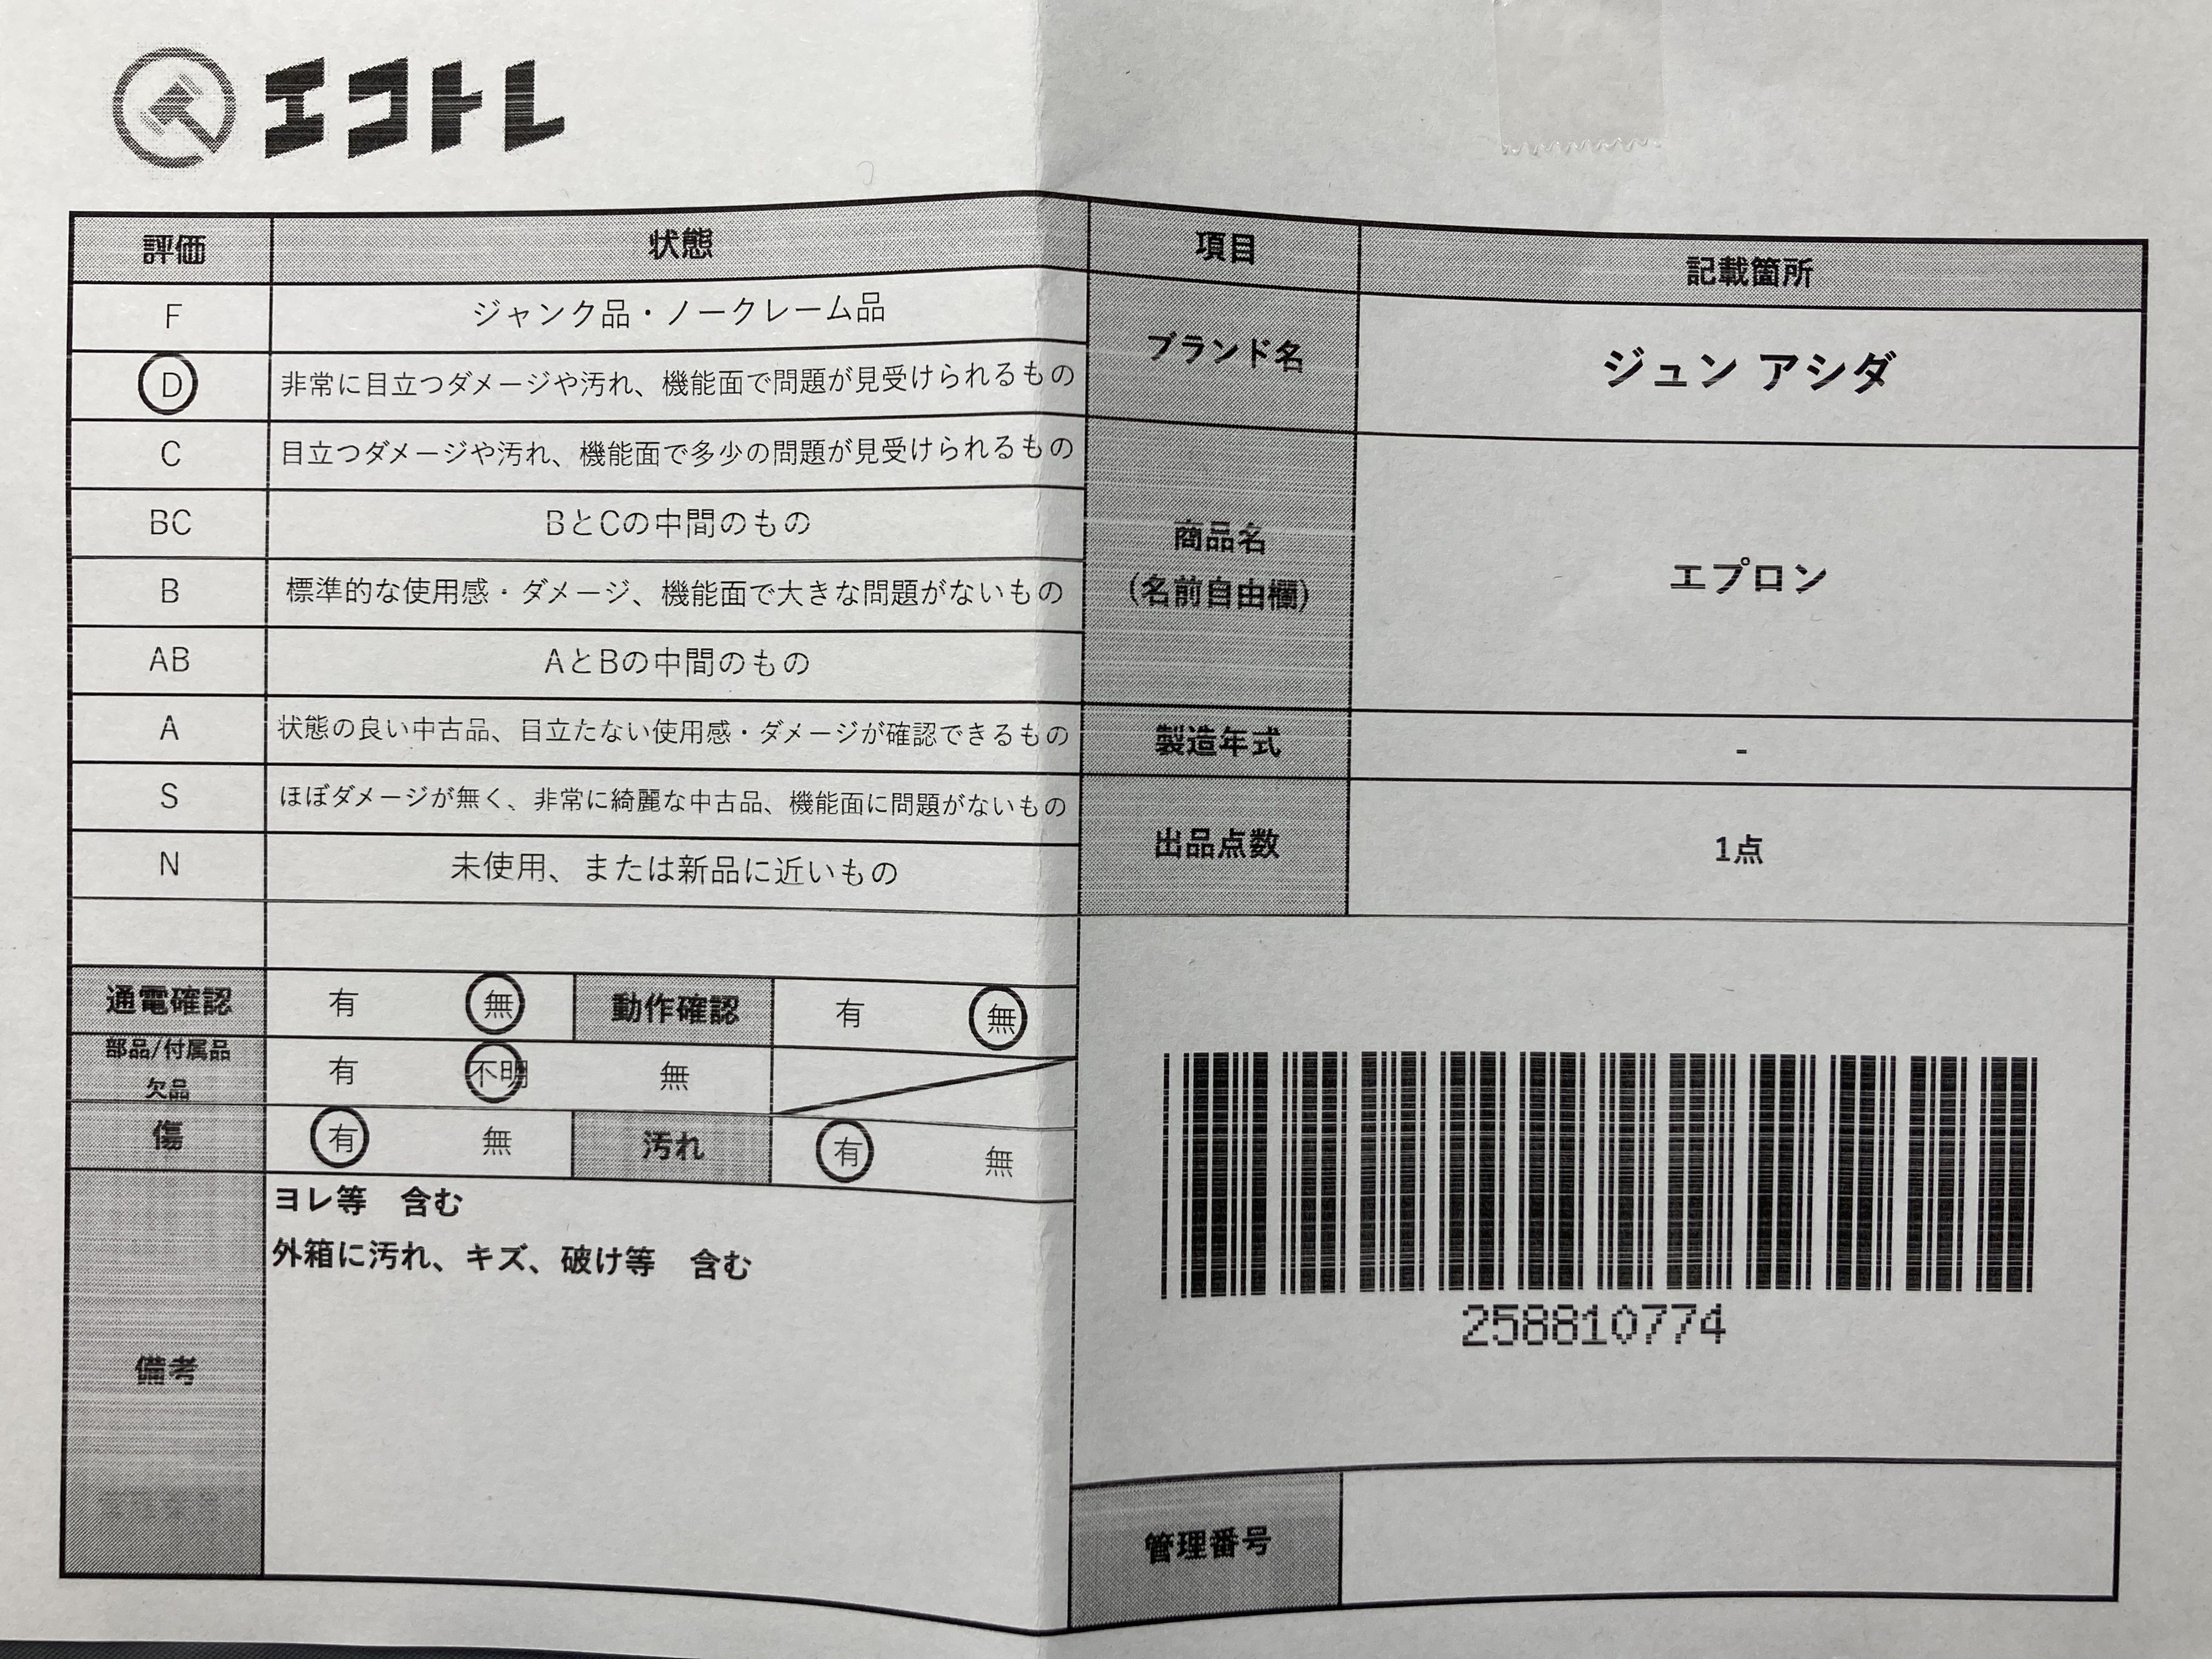 エコトレ
評価 状態
F ジャンク品・ノークレーム品
D 非常に目立つダメージや汚れ、機能面で問題が見受けられるもの
C 目立つダメージや汚れ、機能面で多少の問題が見受けられるもの
BC BとCの中間のもの
B 標準的な使用感・ダメージ、機能面で大きな問題がないもの
AB AとBの中間のもの
A 状態の良い中古品、目立たない使用感・ダメージが確認できるもの
S ほぼダメージが無く、非常に綺麗な中古品、機能面に問題がないもの
N 未使用、または新品に近いもの
通電確認 有 無 動作確認 有 無
部品/付属品
欠品 有 不明 無
傷 有 無 汚れ 有 無
備考
ヨレ等 含む
外箱に汚れ、キズ、破け等 含む
項目 記載箇所
ブランド名 ジュン アシダ
商品名
(名前自由欄)
エプロン
製造年式 -
出品点数 1点
258810774
管理番号